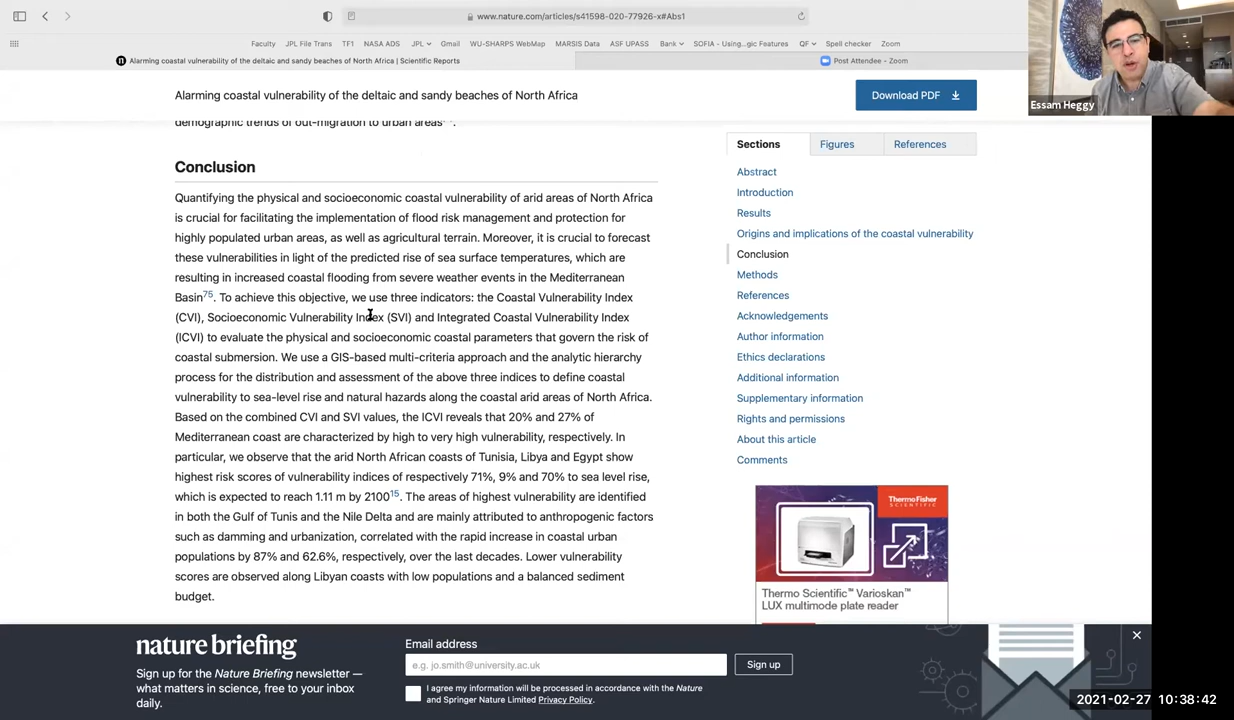 www.nature.com/articles/s41598-020-77926-x#Abs1
Faculty JPL File Trans TF1 NASA ADS JPL Gmail WU-SHARPS WebMap MARSIS Data ASF UPASS Bank SOFIA - Using...gic Features QF Spell checker Zoom
Alarming coastal vulnerability of the deltaic and sandy beaches of North Africa | Scientific Reports
Post Attendee - Zoom
Essam Heggy
Alarming coastal vulnerability of the deltaic and sandy beaches of North Africa
Download PDF
demographic trends of out-migration to urban areas
Conclusion
Quantifying the physical and socioeconomic coastal vulnerability of arid areas of North Africa
is crucial for facilitating the implementation of flood risk management and protection for
highly populated urban areas, as well as agricultural terrain. Moreover, it is crucial to forecast
these vulnerabilities in light of the predicted rise of sea surface temperatures, which are
resulting in increased coastal flooding from severe weather events in the Mediterranean
Basin75. To achieve this objective, we use three indicators: the Coastal Vulnerability Index
(CVI), Socioeconomic Vulnerability Index (SVI) and Integrated Coastal Vulnerability Index
(ICVI) to evaluate the physical and socioeconomic coastal parameters that govern the risk of
coastal submersion. We use a GIS-based multi-criteria approach and the analytic hierarchy
process for the distribution and assessment of the above three indices to define coastal
vulnerability to sea-level rise and natural hazards along the coastal arid areas of North Africa.
Based on the combined CVI and SVI values, the ICVI reveals that 20% and 27% of
Mediterranean coast are characterized by high to very high vulnerability, respectively. In
particular, we observe that the arid North African coasts of Tunisia, Libya and Egypt show
highest risk scores of vulnerability indices of respectively 71%, 9% and 70% to sea level rise,
which is expected to reach 1.11 m by 210015. The areas of highest vulnerability are identified
in both the Gulf of Tunis and the Nile Delta and are mainly attributed to anthropogenic factors
such as damming and urbanization, correlated with the rapid increase in coastal urban
populations by 87% and 62.6%, respectively, over the last decades. Lower vulnerability
scores are observed along Libyan coasts with low populations and a balanced sediment
budget.
Sections Figures References
Abstract
Introduction
Results
Origins and implications of the coastal vulnerability
Conclusion
Methods
References
Acknowledgements
Author information
Ethics declarations
Additional information
Supplementary information
Rights and permissions
About this article
Comments
ThermoFisher
SCIENTIFIC
Thermo Scientific™ Varioskan™
LUX multimode plate reader
nature briefing
Sign up for the Nature Briefing newsletter —
what matters in science, free to your inbox
daily.
Email address
e.g. jo.smith@university.ac.uk
Sign up
I agree my information will be processed in accordance with the Nature
and Springer Nature Limited Privacy Policy.
2021-02-27 10:38:42